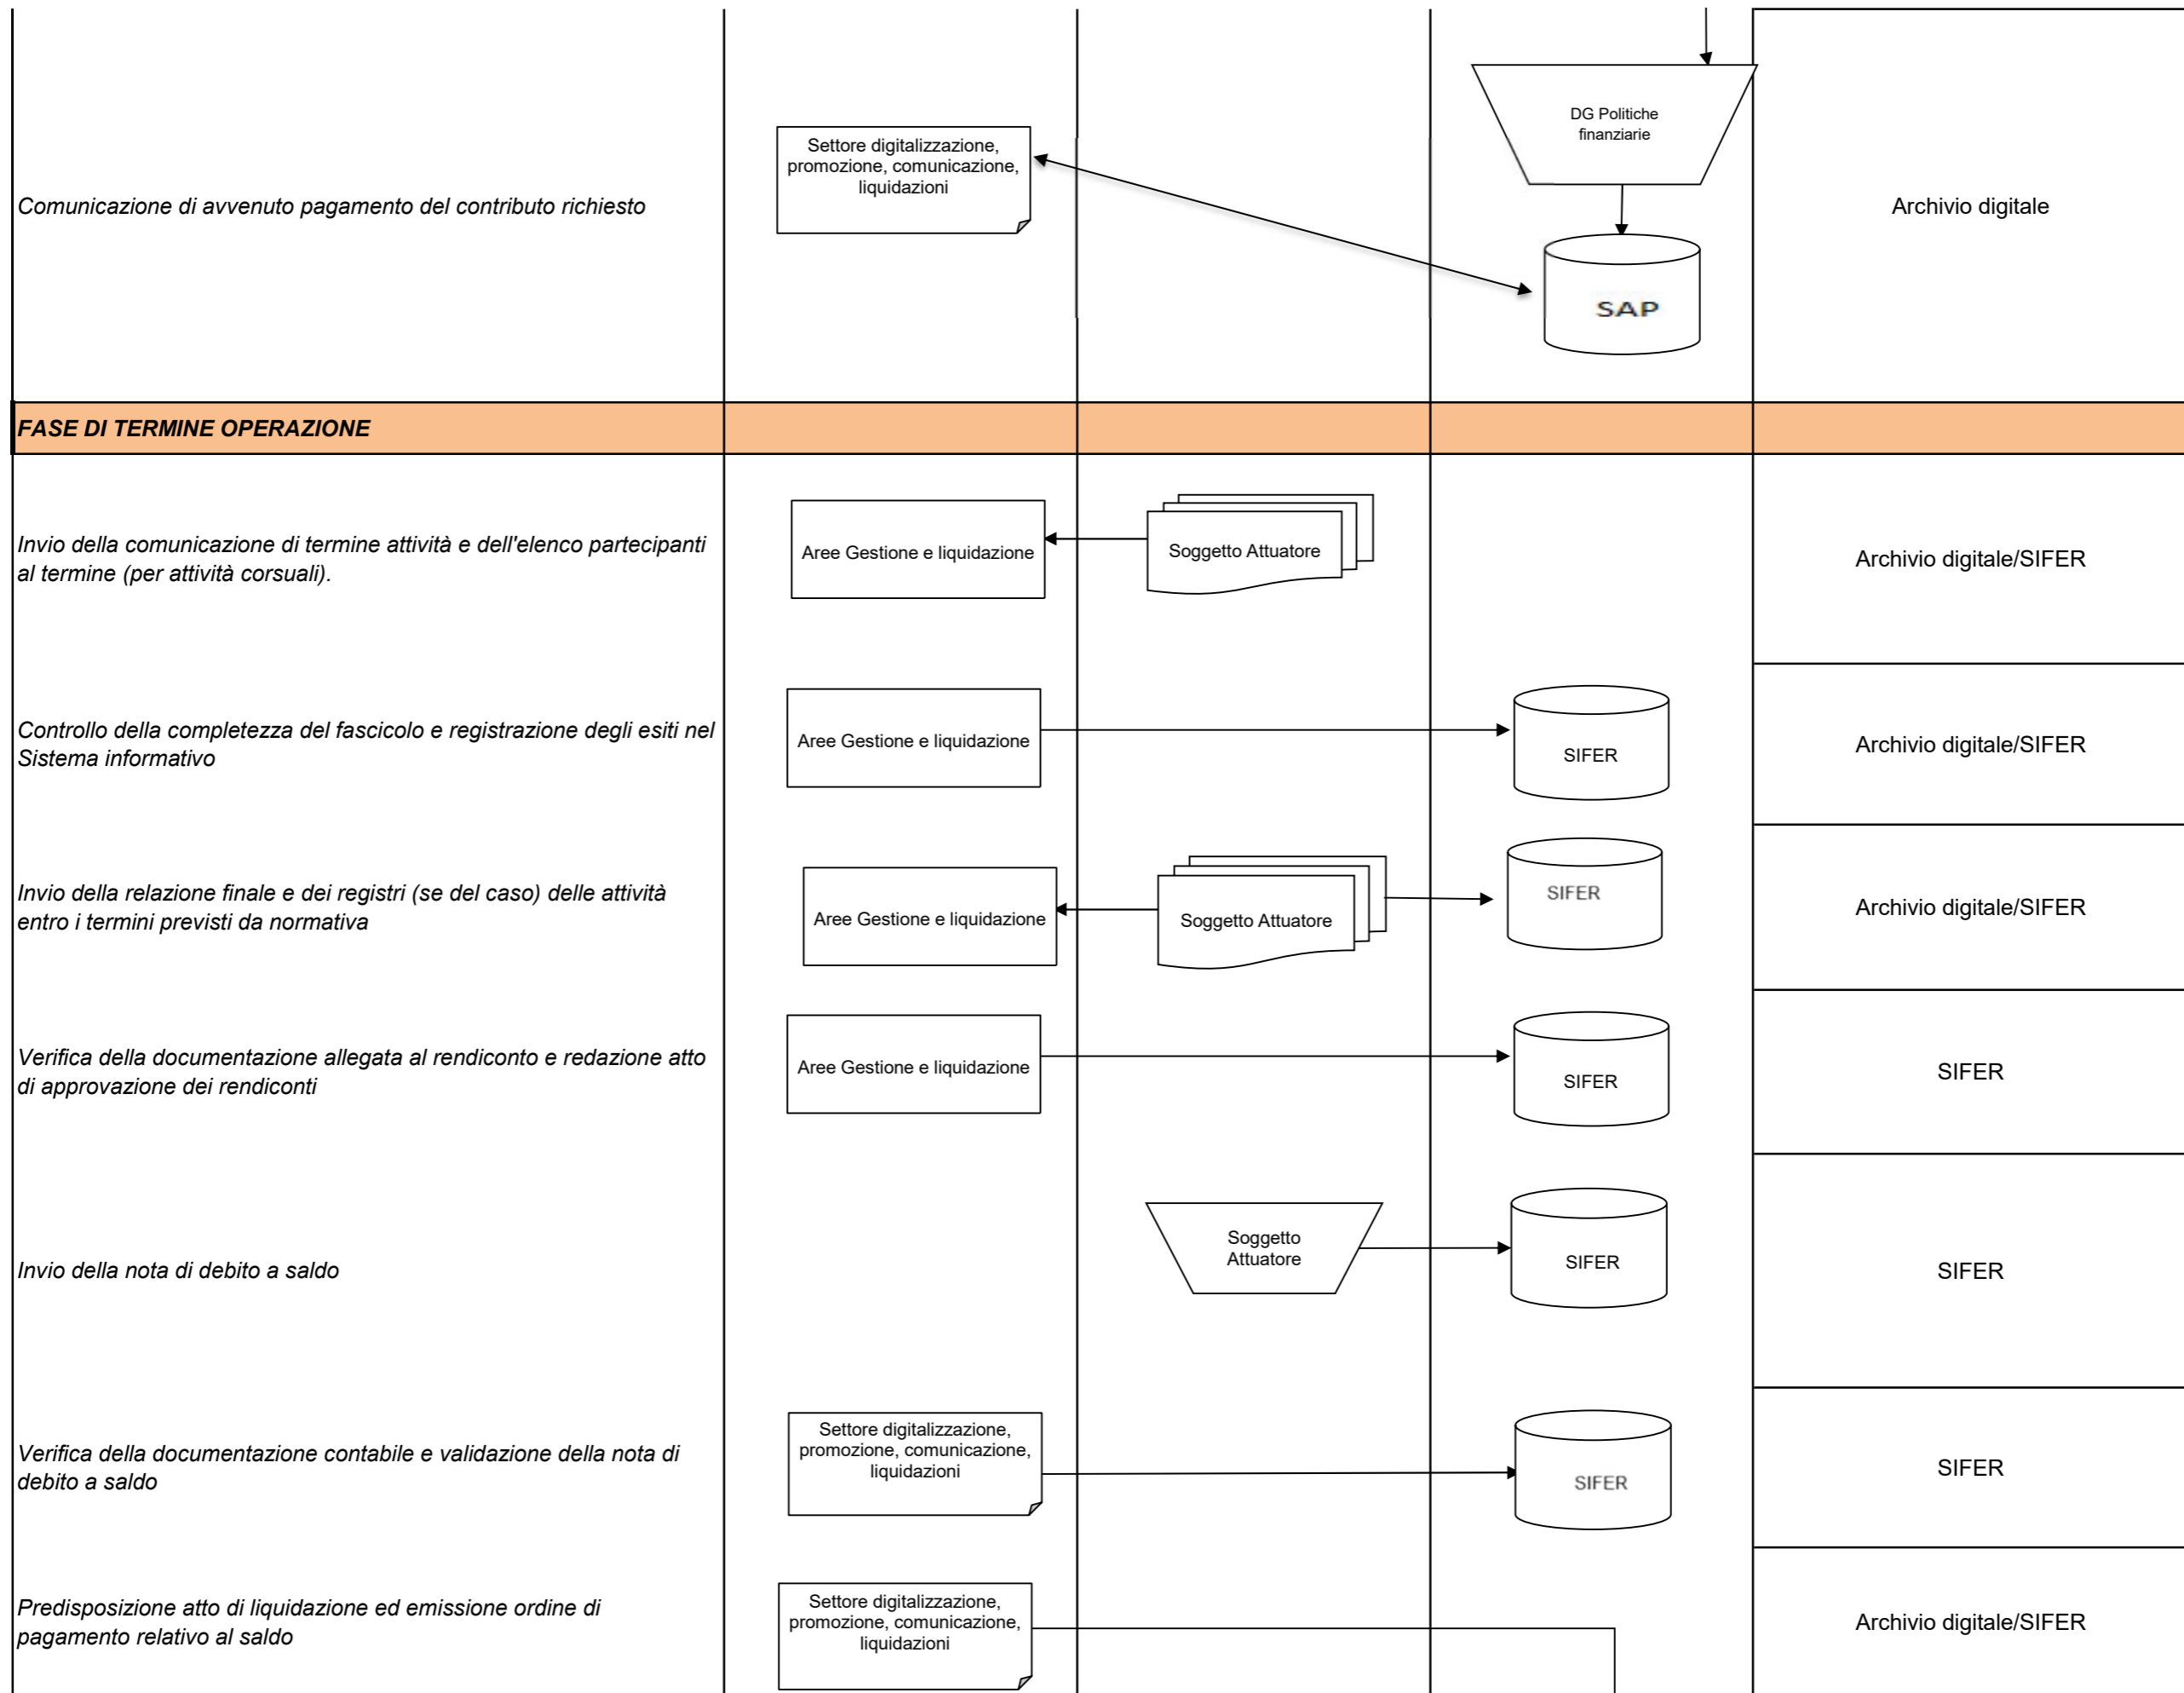 DG Politiche
finanziarie
Settore digitalizzazione,
promozione, comunicazione,
liquidazioni
Comunicazione di avvenuto pagamento del contributo richiesto
Archivio digitale
SAP
FASE DI TERMINE OPERAZIONE
Invio della comunicazione di termine attività e dell'elenco partecipanti
al termine (per attività corsuali).
Aree Gestione e liquidazione
Soggetto Attuatore
Archivio digitale/SIFER
Controllo della completezza del fascicolo e registrazione degli esiti nel
Sistema informativo
Aree Gestione e liquidazione
SIFER
Archivio digitale/SIFER
Invio della relazione finale e dei registri (se del caso) delle attività
entro i termini previsti da normativa
Aree Gestione e liquidazione
Soggetto Attuatore
SIFER
Archivio digitale/SIFER
Verifica della documentazione allegata al rendiconto e redazione atto
di approvazione dei rendiconti
Aree Gestione e liquidazione
SIFER
SIFER
Invio della nota di debito a saldo
Soggetto
Attuatore
SIFER
SIFER
Verifica della documentazione contabile e validazione della nota di
debito a saldo
Settore digitalizzazione,
promozione, comunicazione,
liquidazioni
SIFER
SIFER
Predisposizione atto di liquidazione ed emissione ordine di
pagamento relativo al saldo
Settore digitalizzazione,
promozione, comunicazione,
liquidazioni
Archivio digitale/SIFER